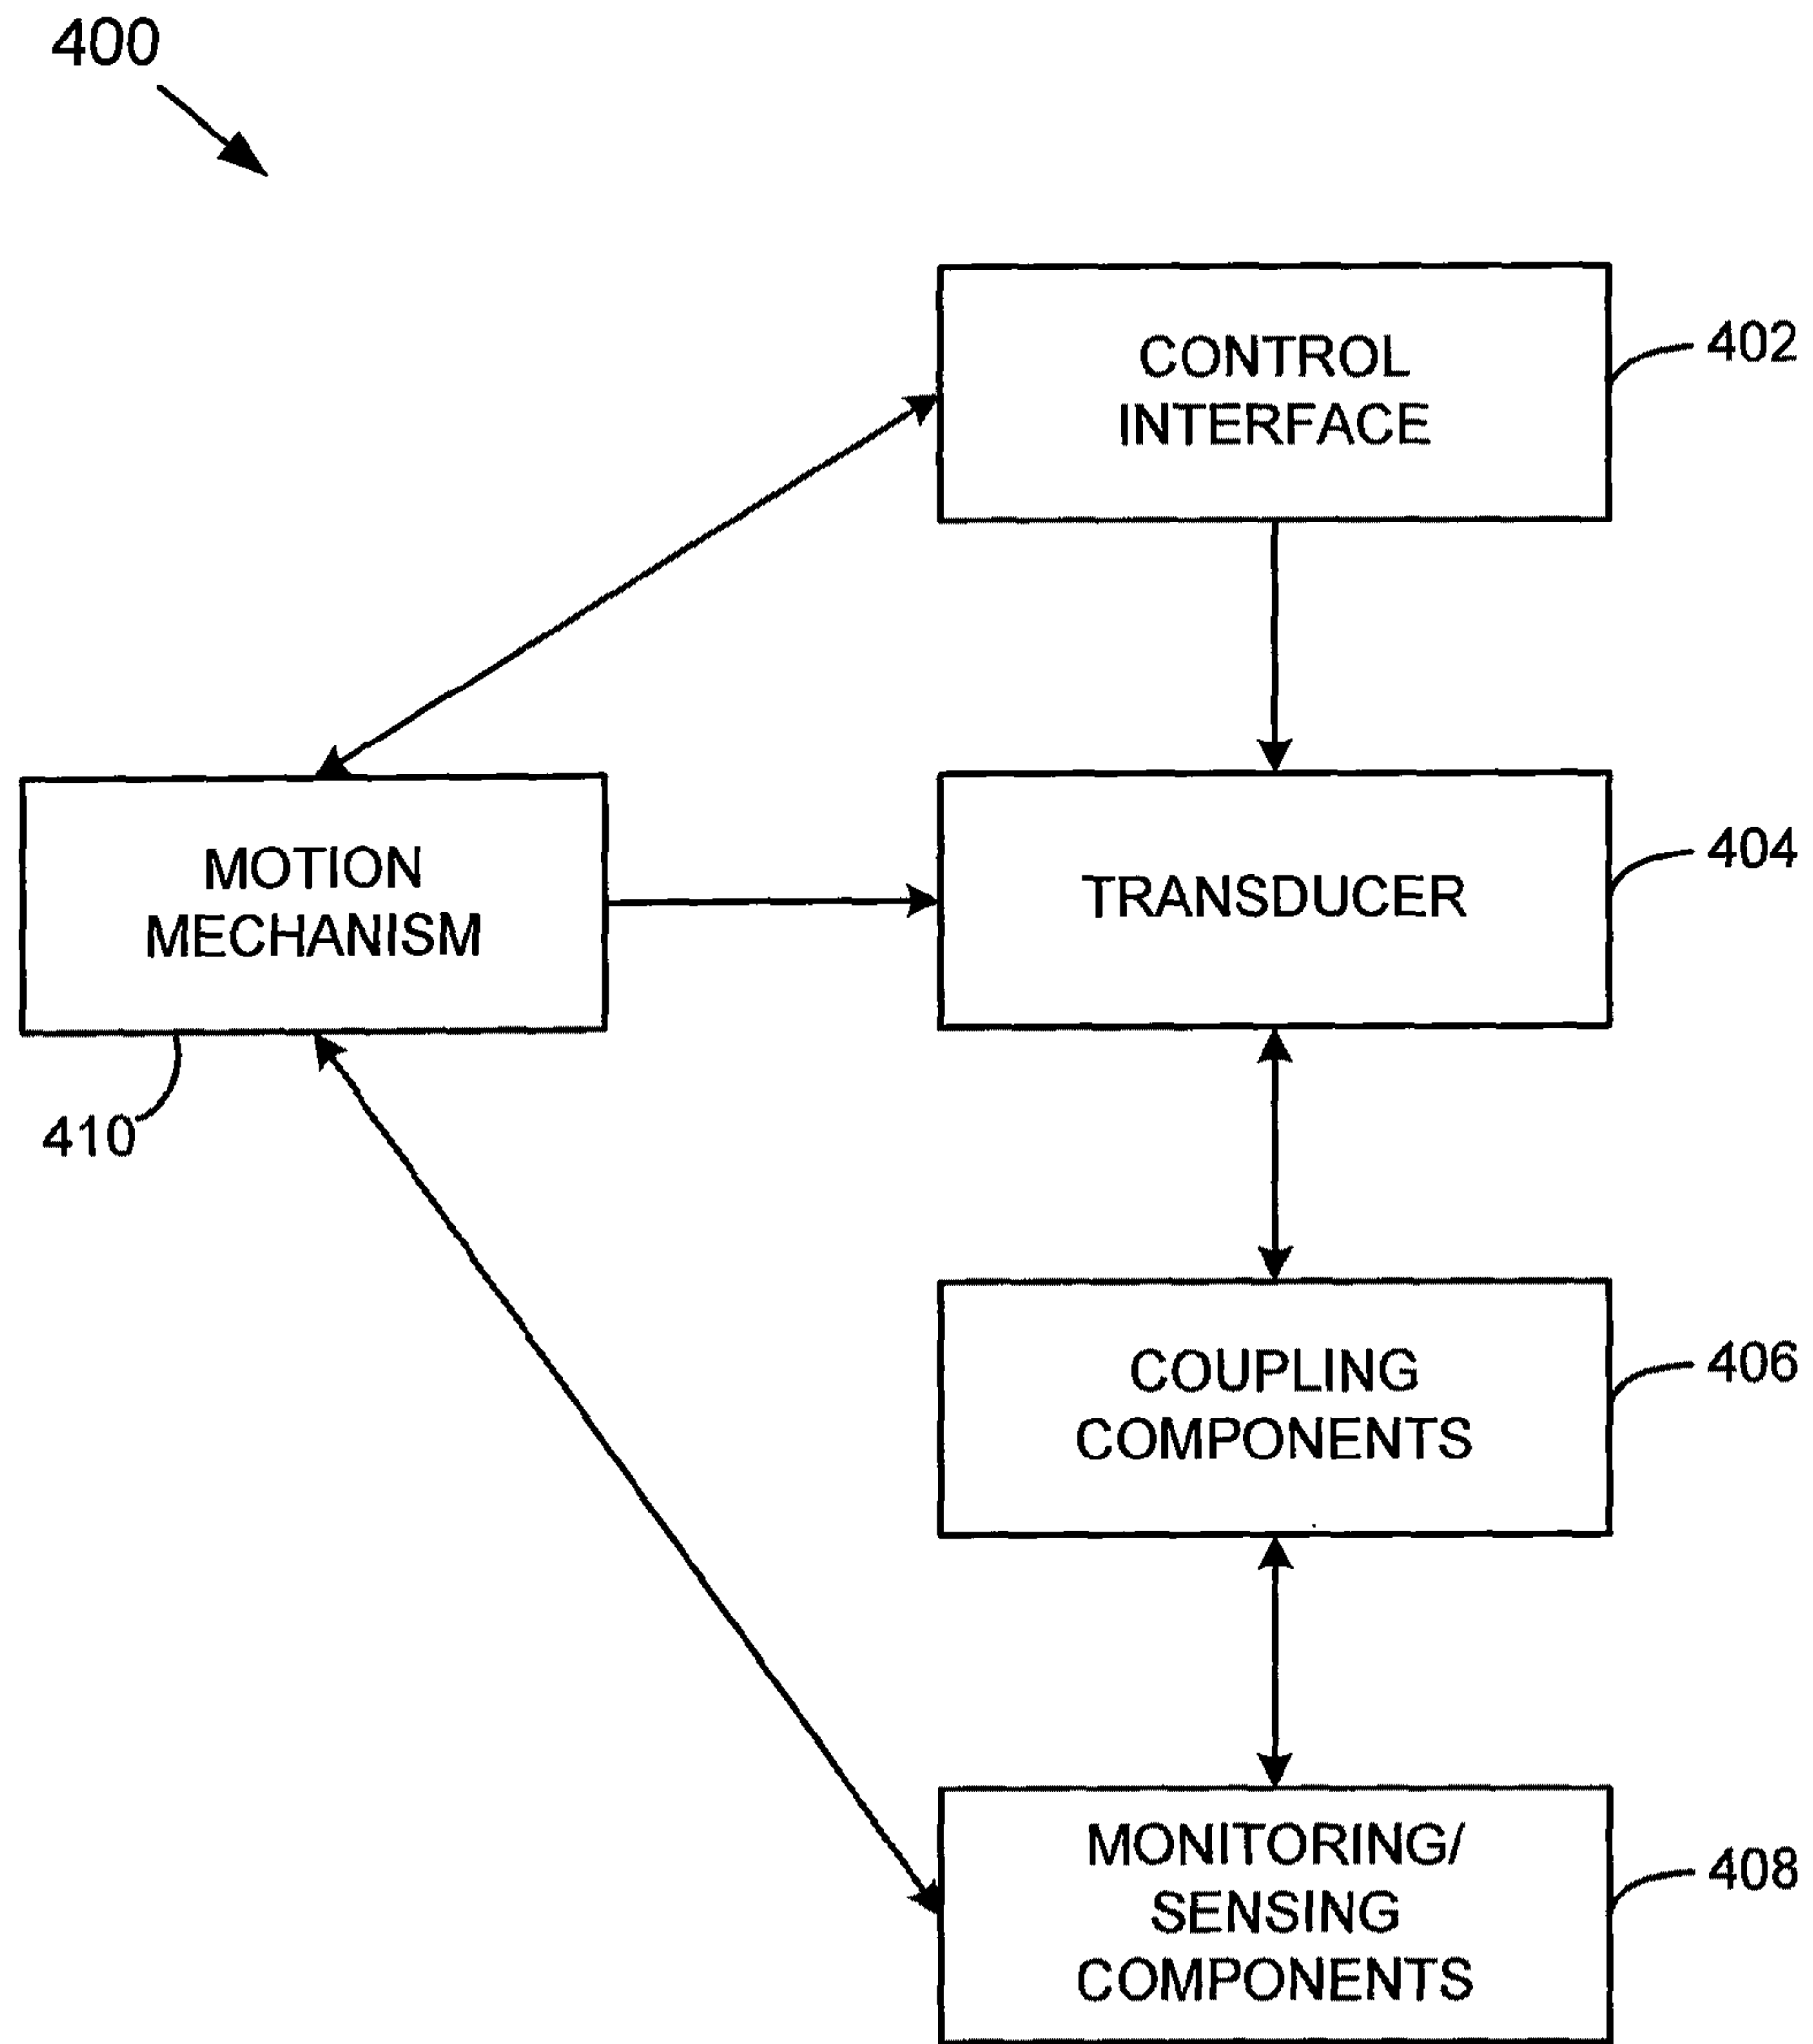 400
CONTROL
INTERFACE
402
MOTION
MECHANISM
410
TRANSDUCER
404
COUPLING
COMPONENTS
406
MONITORING/
SENSING
COMPONENTS
408